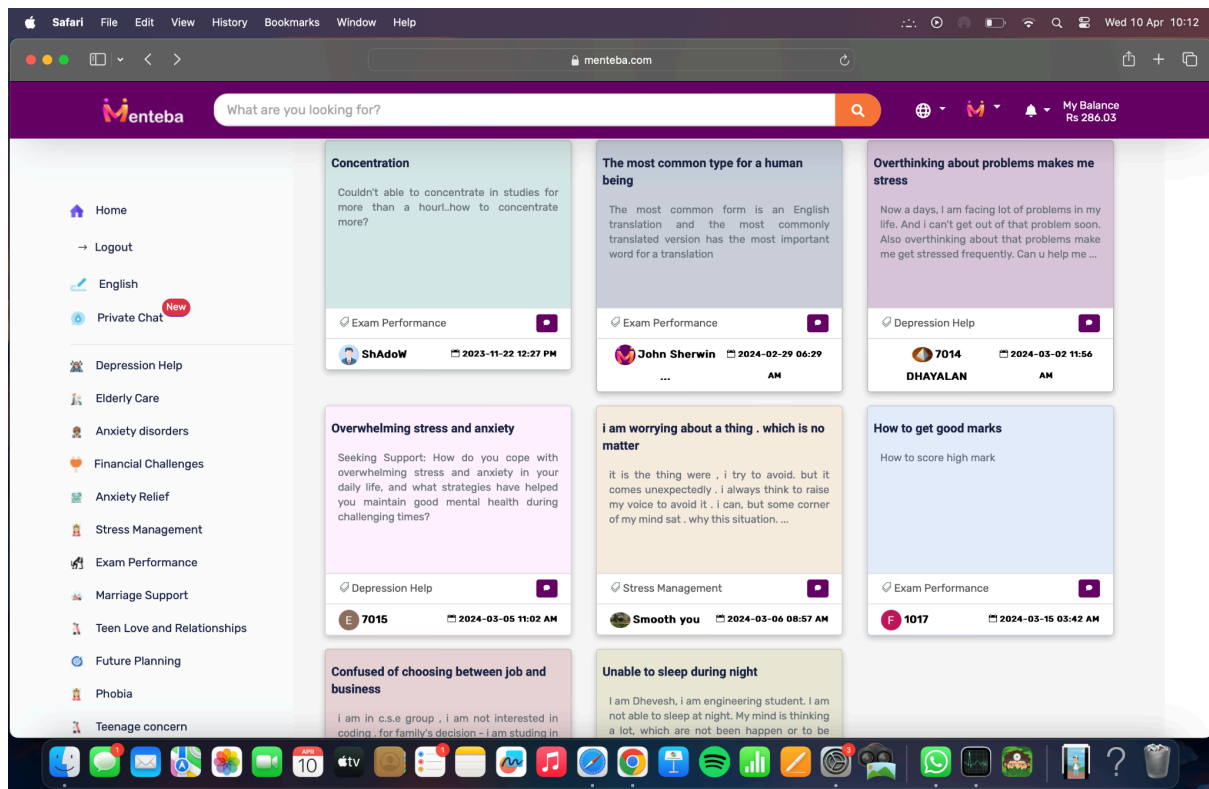 Safari File Edit View History Bookmarks Window Help Wed 10 Apr 10:12
menteba.com
Menteba What are you looking for? My Balance
Rs 286.03
Home
Logout
English
Private Chat New
Depression Help
Elderly Care
Anxiety disorders
Financial Challenges
Anxiety Relief
Stress Management
Exam Performance
Marriage Support
Teen Love and Relationships
Future Planning
Phobia
Teenage concern
Concentration
Couldn't able to concentrate in studies for
more than a hour!..how to concentrate
more?
Exam Performance
ShAdoW 2023-11-22 12:27 PM
The most common type for a human
being
The most common form is an English
translation and the most commonly
translated version has the most important
word for a translation
Exam Performance
John Sherwin 2024-02-29 06:29
... AM
Overthinking about problems makes me
stress
Now a days, I am facing lot of problems in my
life. And i can't get out of that problem soon.
Also overthinking about that problems make
me get stressed frequently. Can u help me ...
Depression Help
7014 2024-03-02 11:56
DHAYALAN AM
Overwhelming stress and anxiety
Seeking Support: How do you cope with
overwhelming stress and anxiety in your
daily life, and what strategies have helped
you maintain good mental health during
challenging times?
Depression Help
E 7015 2024-03-05 11:02 AM
i am worrying about a thing . which is no
matter
it is the thing were , i try to avoid. but it
comes unexpectedly . i always think to raise
my voice to avoid it . i can, but some corner
of my mind sat . why this situation. ...
Stress Management
Smooth you 2024-03-06 08:57 AM
How to get good marks
How to score high mark
Exam Performance
F 1017 2024-03-15 03:42 AM
Confused of choosing between job and
business
i am in c.s.e group , i am not interested in
coding . for family's decision - i am studing in
Unable to sleep during night
I am Dhevesh, i am engineering student. I am
not able to sleep at night. My mind is thinking
a lot, which are not been happen or to be
1 APR 10 tv 1 3